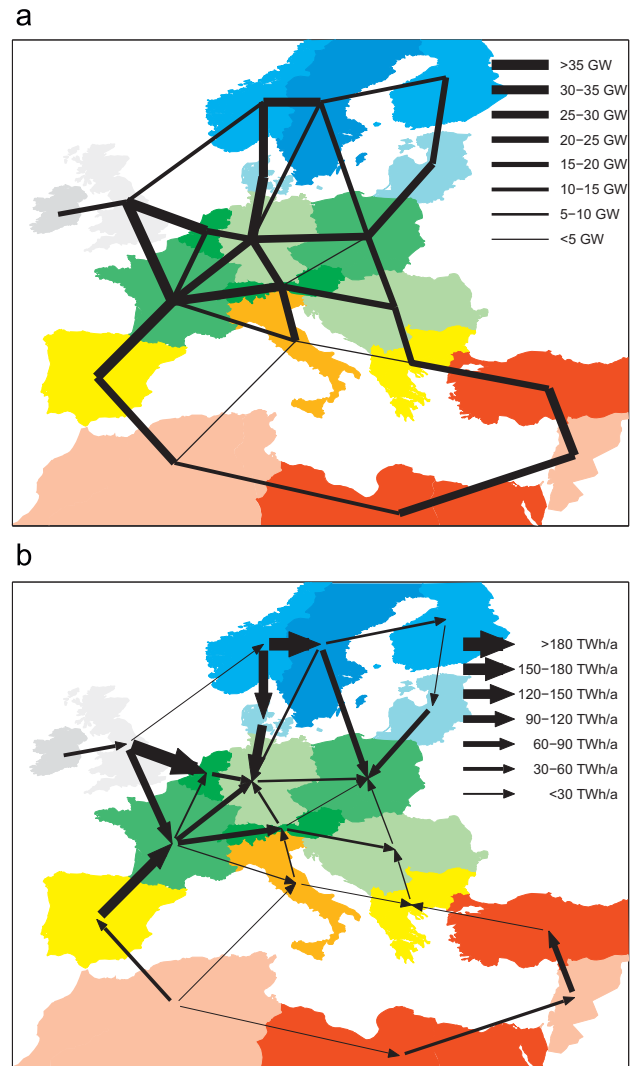 a
>35 GW
30–35 GW
25–30 GW
20–25 GW
15–20 GW
10–15 GW
5–10 GW
<5 GW
b
>180 TWh/a
150–180 TWh/a
120–150 TWh/a
90–120 TWh/a
60–90 TWh/a
30–60 TWh/a
<30 TWh/a